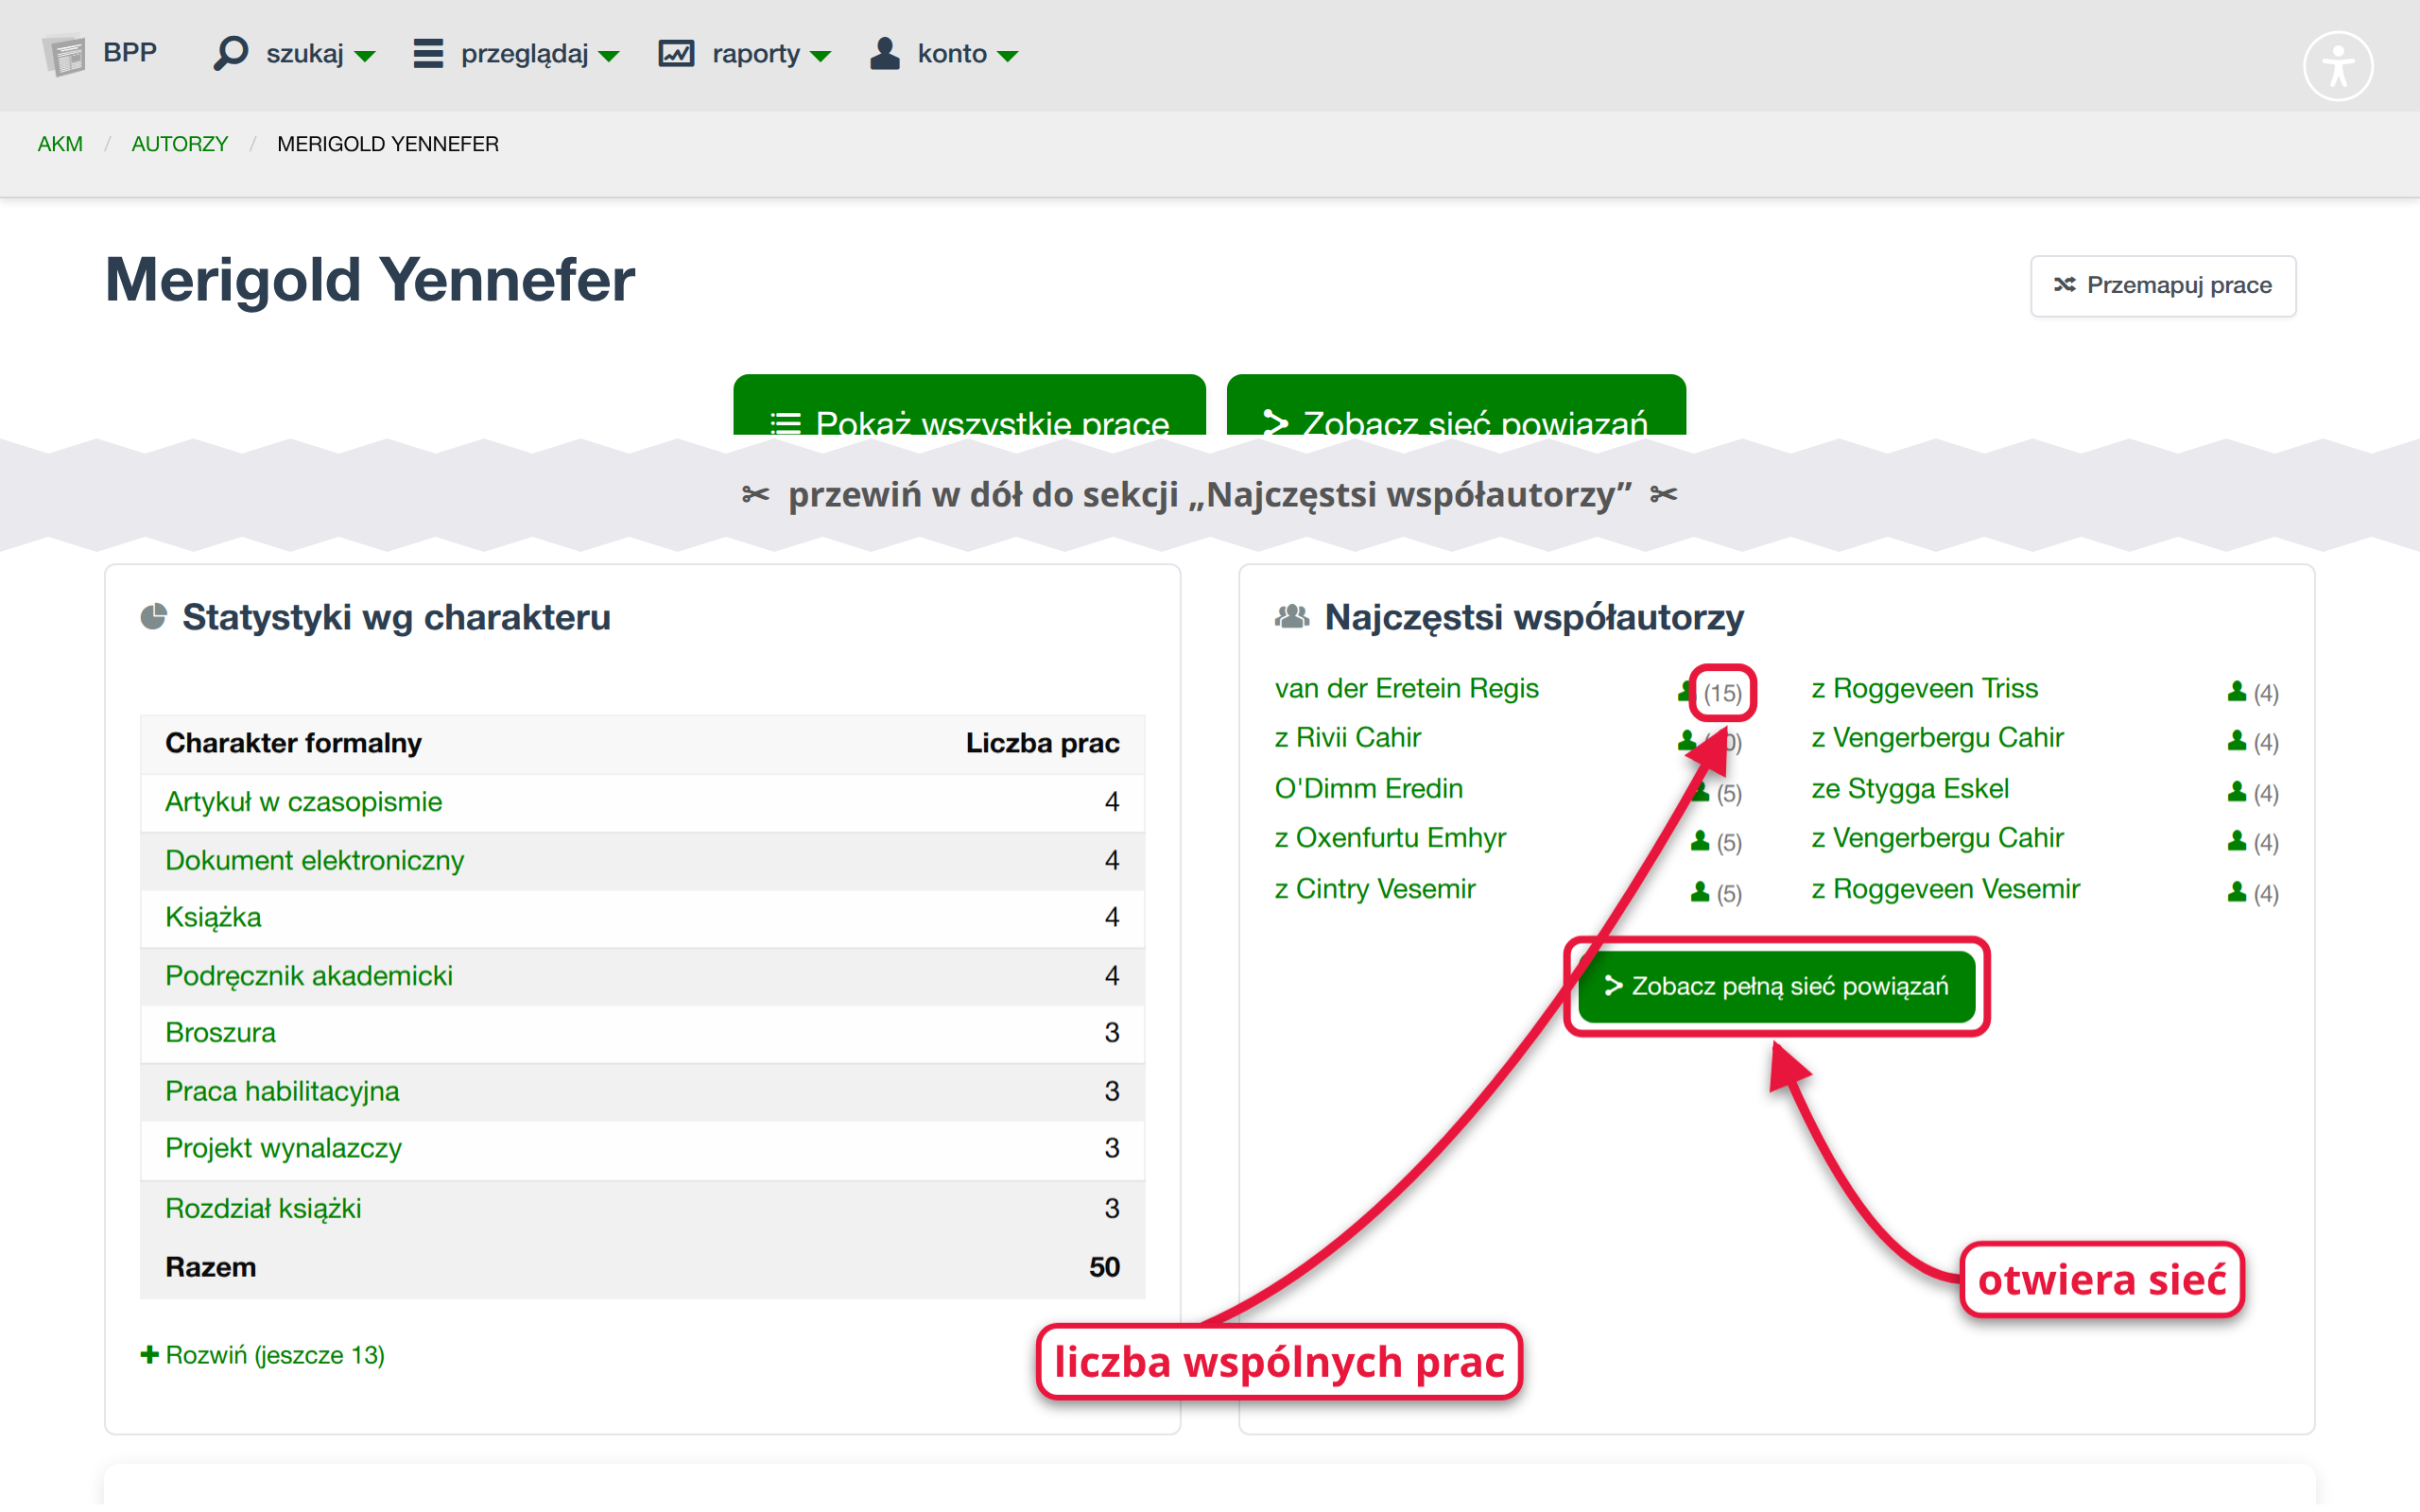 BPP szukaj przeglądaj raporty konto
AKM / AUTORZY / MERIGOLD YENNEFER
Merigold Yennefer
Przemapuj prace
Pokaż wszystkie prace
Zobacz sieć powiązań
✂ przewiń w dół do sekcji „Najczęstsi współautorzy” ✂
Statystyki wg charakteru
Charakter formalny Liczba prac
Artykuł w czasopismie 4
Dokument elektroniczny 4
Książka 4
Podręcznik akademicki 4
Broszura 3
Praca habilitacyjna 3
Projekt wynalazczy 3
Rozdział książki 3
Razem 50
Rozwiń (jeszcze 13)
Najczęstsi współautorzy
van der Eretein Regis (15)
z Rivii Cahir
O'Dimm Eredin (5)
z Oxenfurtu Emhyr (5)
z Cintry Vesemir (5)
z Roggeveen Triss (4)
z Vengerbergu Cahir (4)
ze Stygga Eskel (4)
z Vengerbergu Cahir (4)
z Roggeveen Vesemir (4)
Zobacz pełną sieć powiązań
otwiera sieć
liczba wspólnych prac